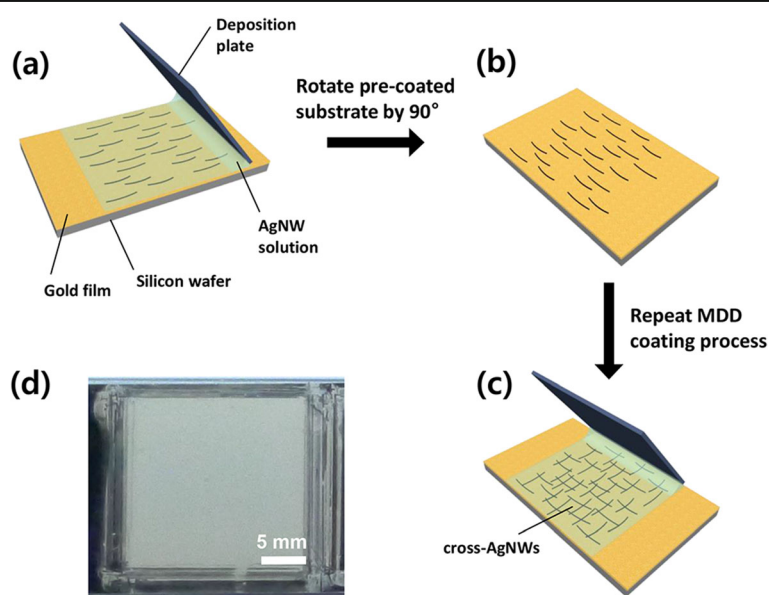 Deposition
plate
(a)
Rotate pre-coated
substrate by 90°
(b)
AgNW
solution
Gold film
Silicon wafer
Repeat MDD
coating process
(d)
(c)
5 mm
cross-AgNWs